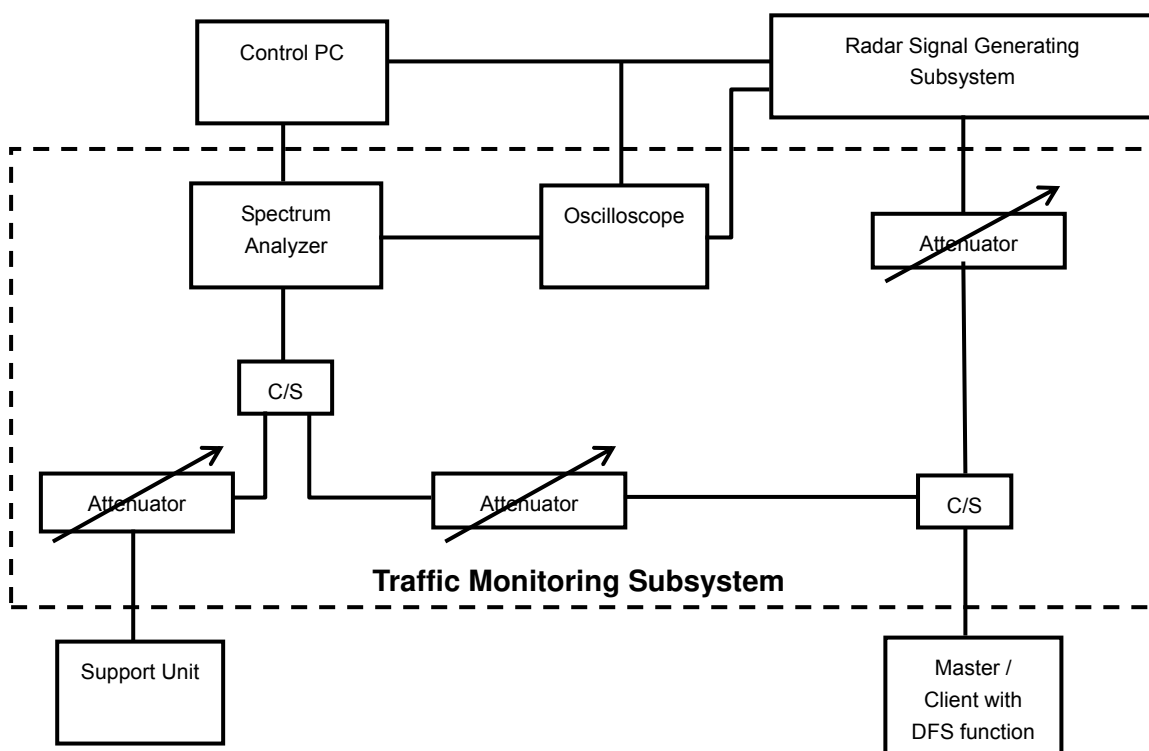 Control PC
Radar Signal Generating
Subsystem
Spectrum
Analyzer
Oscilloscope
Attenuator
C/S
Attenuator
Attenuator
C/S
Traffic Monitoring Subsystem
Support Unit
Master /
Client with
DFS function